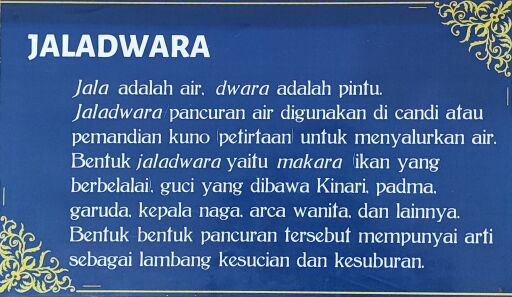 JALADWARA
Jala adalah air, dwara adalah pintu.
Jaladwara/pancuran air digunakan di candi atau
pemandian kuno (petirtaan) untuk menyalurkan air.
Bentuk jaladwara yaitu makara (ikan yang
berbelalai), guci yang dibawa Kinari, padma,
garuda, kepala naga, arca wanita, dan lainnya.
Bentuk-bentuk pancuran tersebut mempunyai arti
sebagai lambang kesucian dan kesuburan.